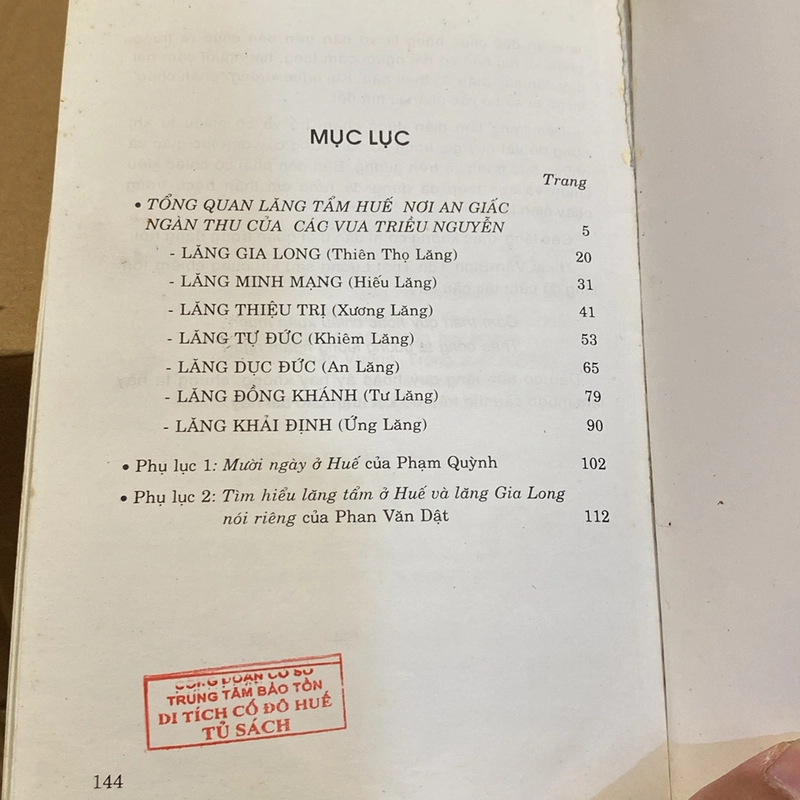 MỤC LỤC
Trang
• TỔNG QUAN LĂNG TẨM HUẾ NƠI AN GIẤC
NGÀN THU CỦA CÁC VUA TRIỀU NGUYỄN 5
- LĂNG GIA LONG (Thiên Thọ Lăng) 20
- LĂNG MINH MẠNG (Hiếu Lăng) 31
- LĂNG THIỆU TRỊ (Xương Lăng) 41
- LĂNG TỰ ĐỨC (Khiêm Lăng) 53
- LĂNG DỤC ĐỨC (An Lăng) 65
- LĂNG ĐỒNG KHÁNH (Tư Lăng) 79
- LĂNG KHẢI ĐỊNH (Ứng Lăng) 90
• Phụ lục 1: Mười ngày ở Huế của Phạm Quỳnh 102
• Phụ lục 2: Tìm hiểu lăng tẩm ở Huế và lăng Gia Long
nói riêng của Phan Văn Dật 112
CÔNG ĐOÀN CƠ SỞ
TRUNG TÂM BẢO TỒN
DI TÍCH CỐ ĐÔ HUẾ
TỦ SÁCH
144